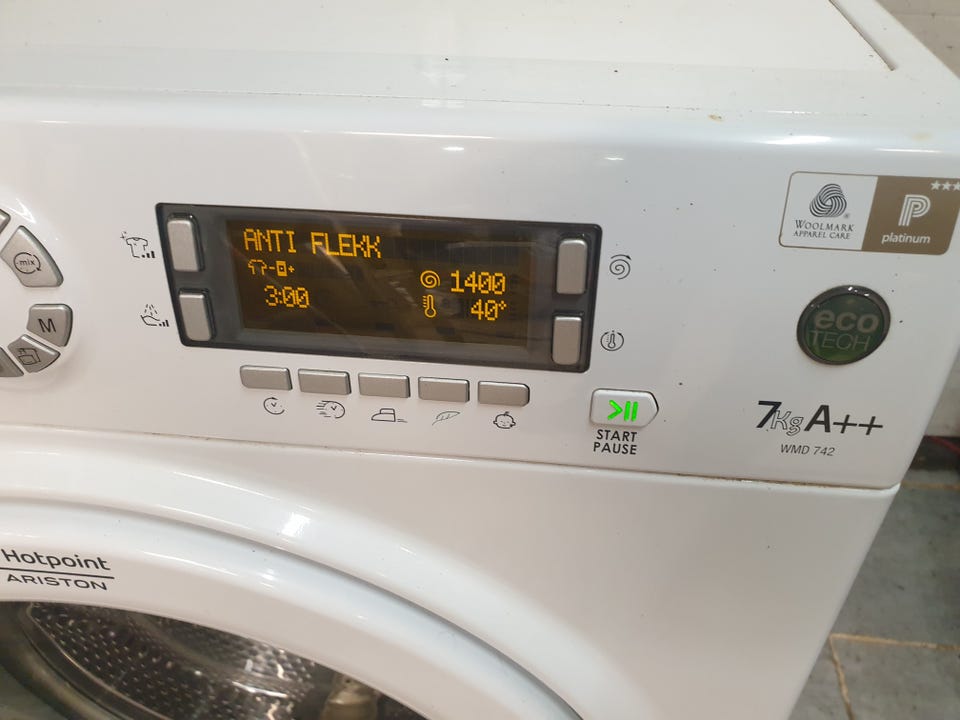 mix
M
ANTI FLEKK
3:00
1400
40°
START
PAUSE
WOOLMARK
APPAREL CARE
P
platinum
eco
TECH
7Kg A++
WMD 742
Hotpoint
ARISTON